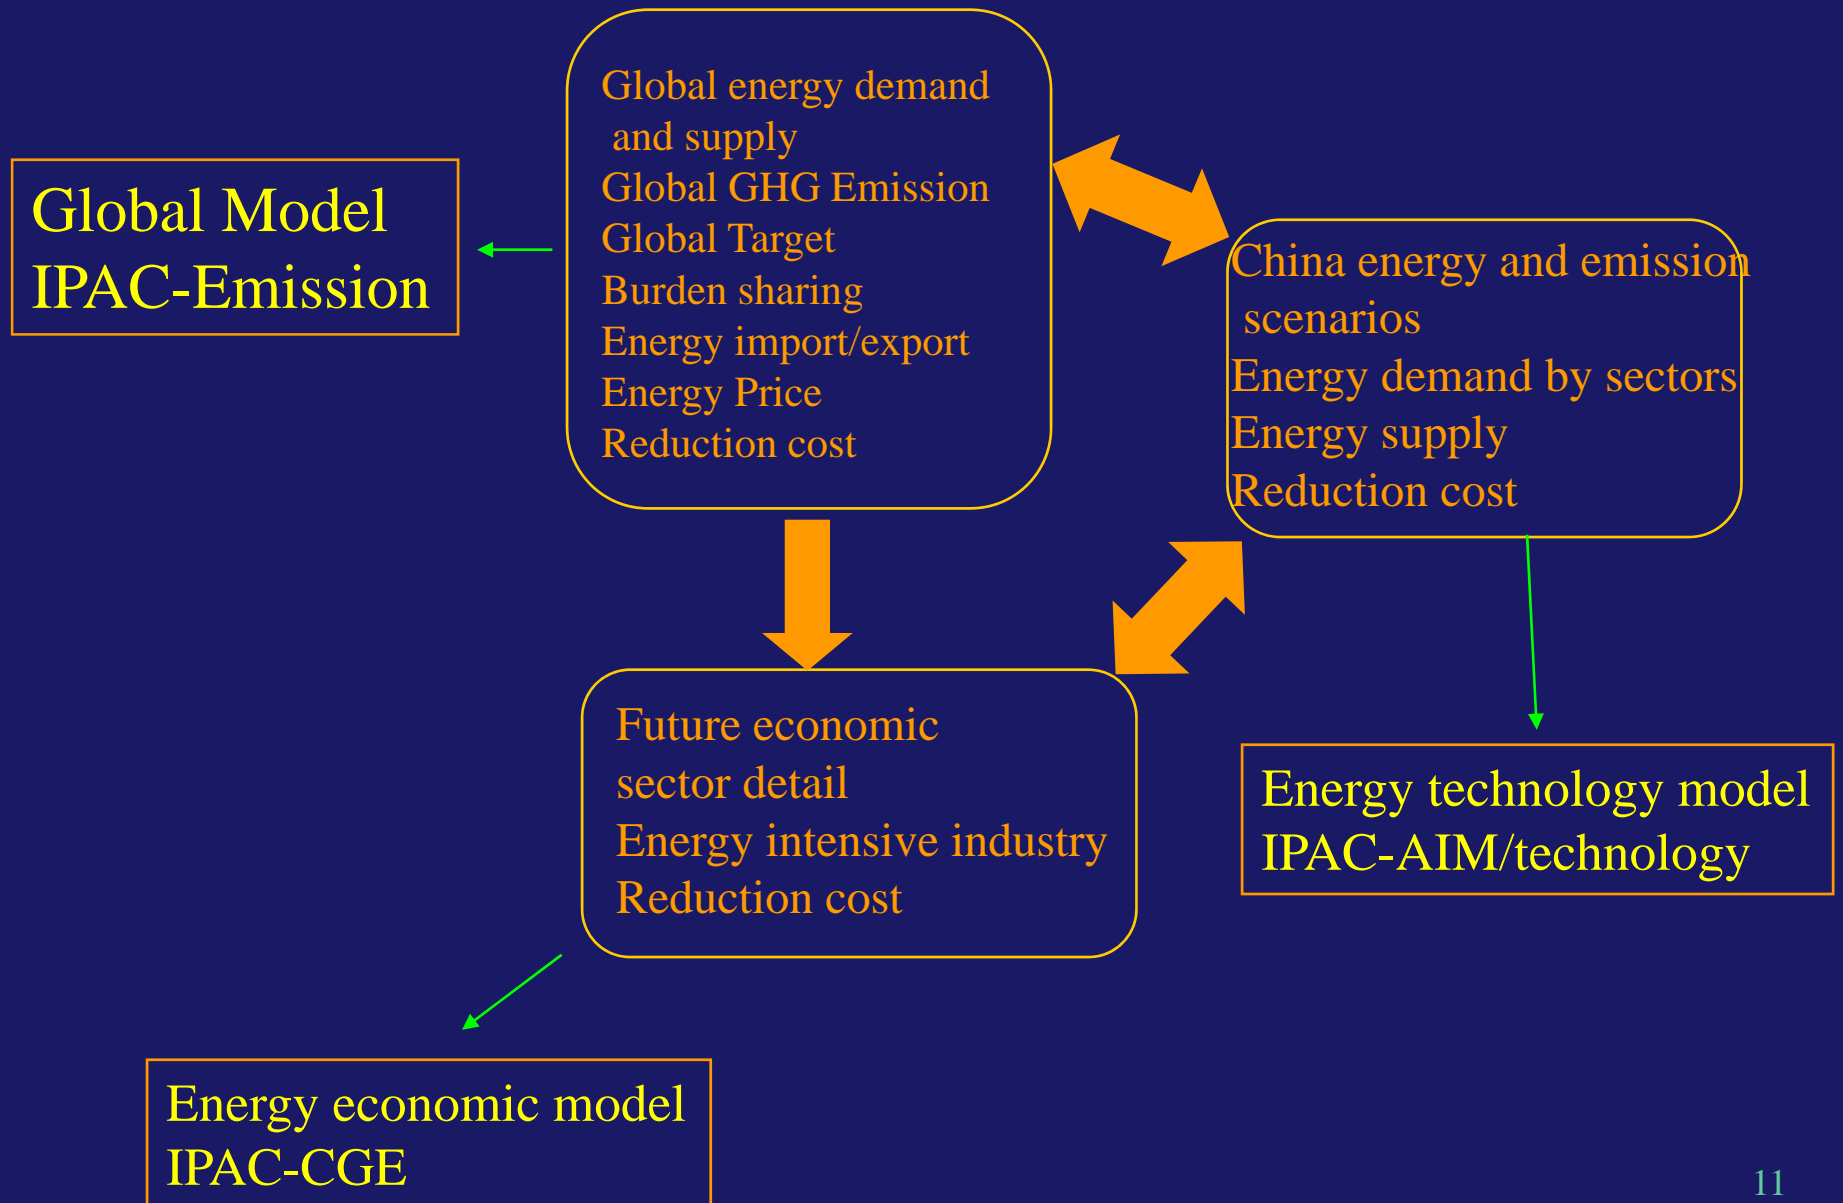 Global energy demand
and supply
Global GHG Emission
Global Target
Burden sharing
Energy import/export
Energy Price
Reduction cost
Global Model
IPAC-Emission
China energy and emission
scenarios
Energy demand by sectors
Energy supply
Reduction cost
Future economic
sector detail
Energy intensive industry
Reduction cost
Energy technology model
IPAC-AIM/technology
Energy economic model
IPAC-CGE
11